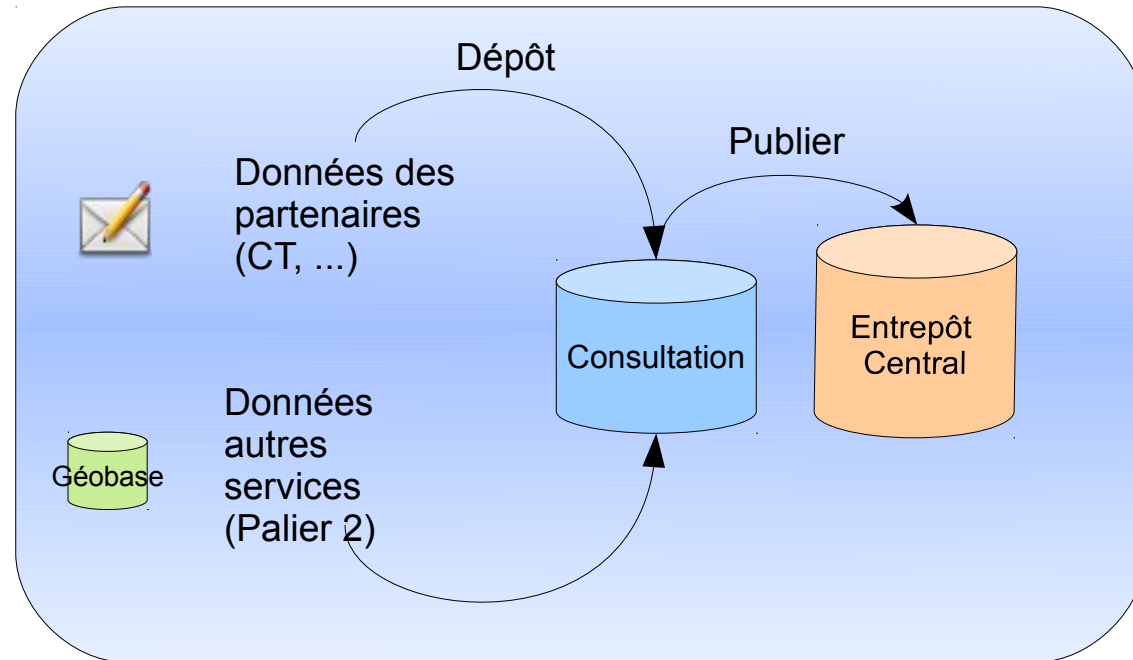 Dépôt
Publier
Données des
partenaires
(CT, ...)
Consultation
Entrepôt
Central
Données
autres
services
(Palier 2)
Géobase